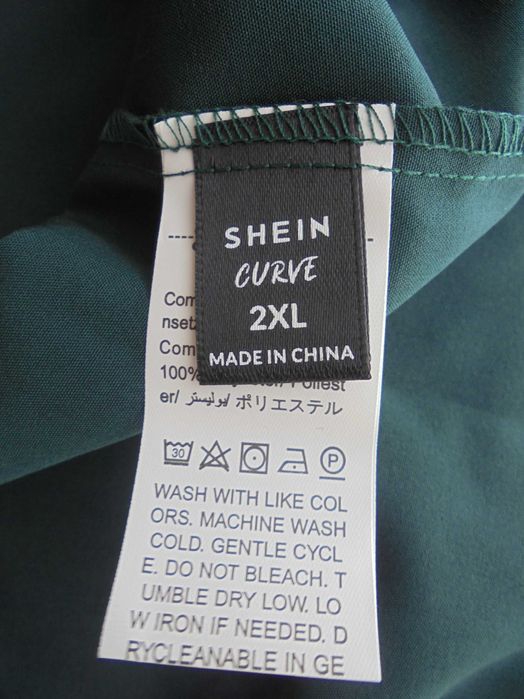 SHEIN
CURVE
2XL
MADE IN CHINA
Com
nsetz
Com
100%
er/ بوليستر/ ポリエステル
30
P
WASH WITH LIKE COL
ORS. MACHINE WASH
COLD. GENTLE CYCL
E. DO NOT BLEACH. T
UMBLE DRY LOW. LO
W IRON IF NEEDED. D
RYCLEANABLE IN GE